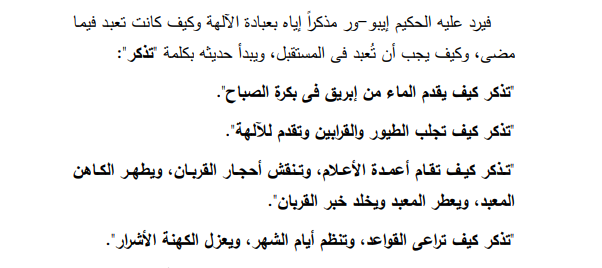 فيرد عليه الحكيم إيبو–ور مذكراً إياه بعبادة الآلهة وكيف كانت تعبد فيما
مضى، وكيف يجب أن تُعبد فى المستقبل، ويبدأ حديثه بكلمة "تذكر":
"تذكر كيف يقدم الماء من إبريق فى بكرة الصباح".
"تذكر كيف تجلب الطيور والقرابين وتقدم للآلهة".
"تذكر كيف تقام أعمدة الأعلام، وتنقش أحجار القربان، ويطهر الكاهن
المعبد، ويعطر المعبد ويخلد خبر القربان".
"تذكر كيف تراعى القواعد، وتنظم أيام الشهر، ويعزل الكهنة الأشرار".